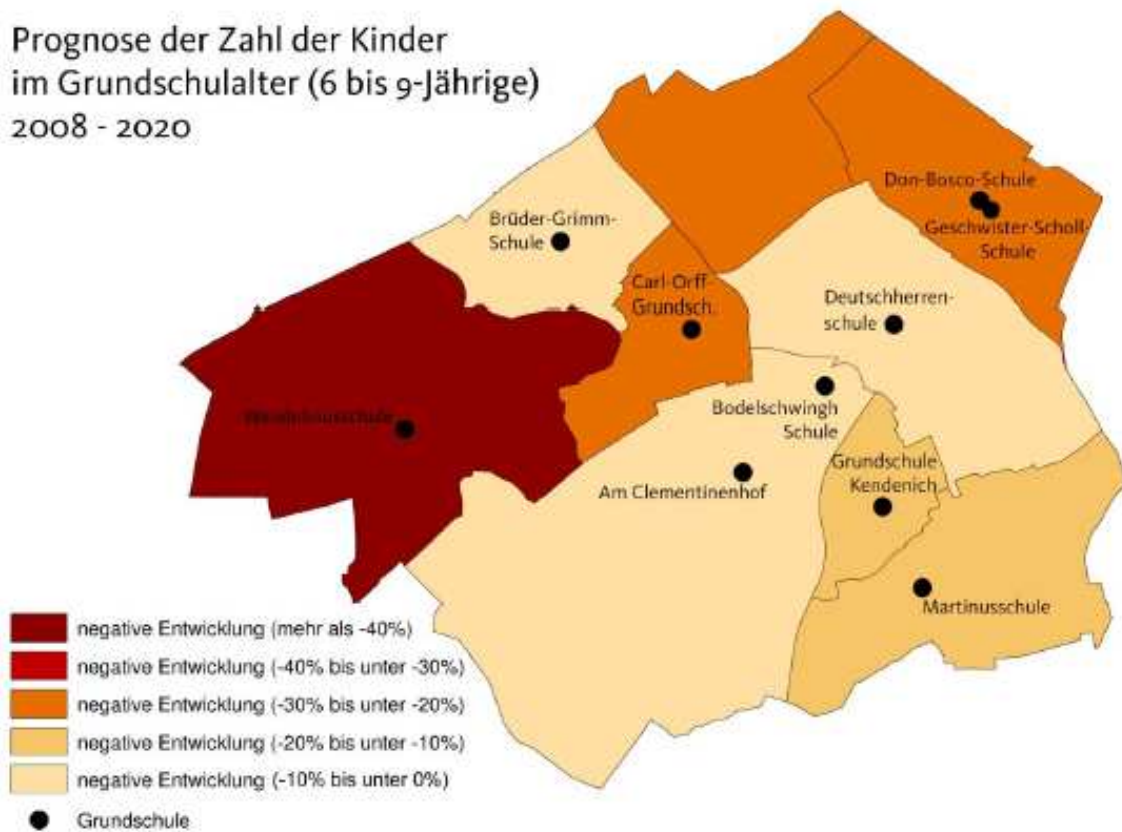 Prognose der Zahl der Kinder
im Grundschulalter (6 bis 9-Jährige)
2008 - 2020
Don-Bosco-Schule
Geschwister-Scholl-
Schule
Brüder-Grimm-
Schule
Carl-Orff-
Grundsch.
Deutschherren-
schule
Wendelinusschule
Bodelschwingh
Schule
Grundschule
Kendenich
Am Clementinenhof
Martinusschule
negative Entwicklung (mehr als -40%)
negative Entwicklung (-40% bis unter -30%)
negative Entwicklung (-30% bis unter -20%)
negative Entwicklung (-20% bis unter -10%)
negative Entwicklung (-10% bis unter 0%)
Grundschule